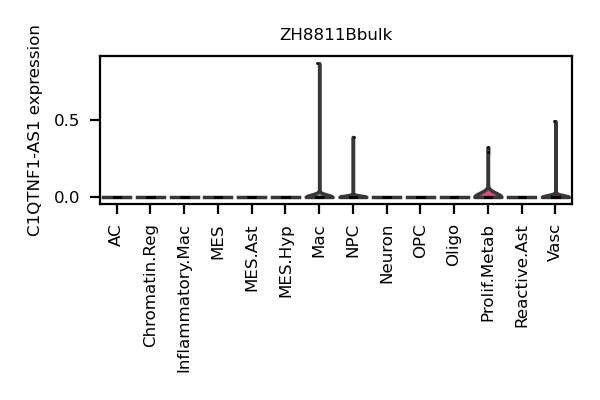 ZH8811Bbulk
C1QTNF1-AS1 expression
0.5
0.0
AC
Chromatin.Reg
Inflammatory.Mac
MES
MES.Ast
MES.Hyp
Mac
NPC
Neuron
OPC
Oligo
Prolif.Metab
Reactive.Ast
Vasc